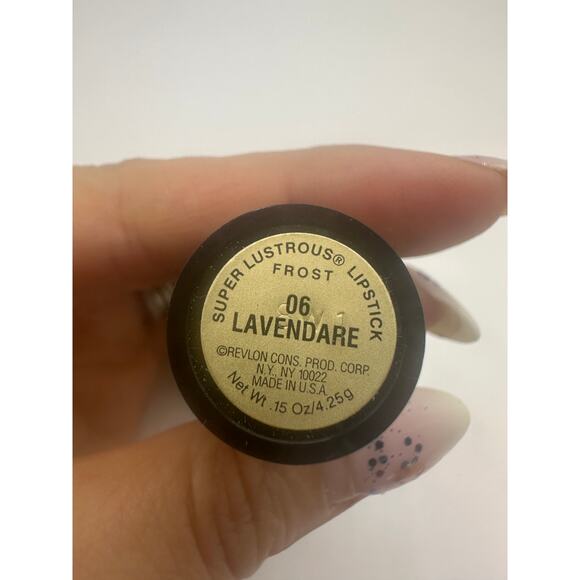 SUPER LUSTROUS® LIPSTICK
FROST
06
LAVENDARE
©REVLON CONS. PROD. CORP.
N.Y., NY 10022
MADE IN U.S.A.
Net Wt .15 Oz/4.25g